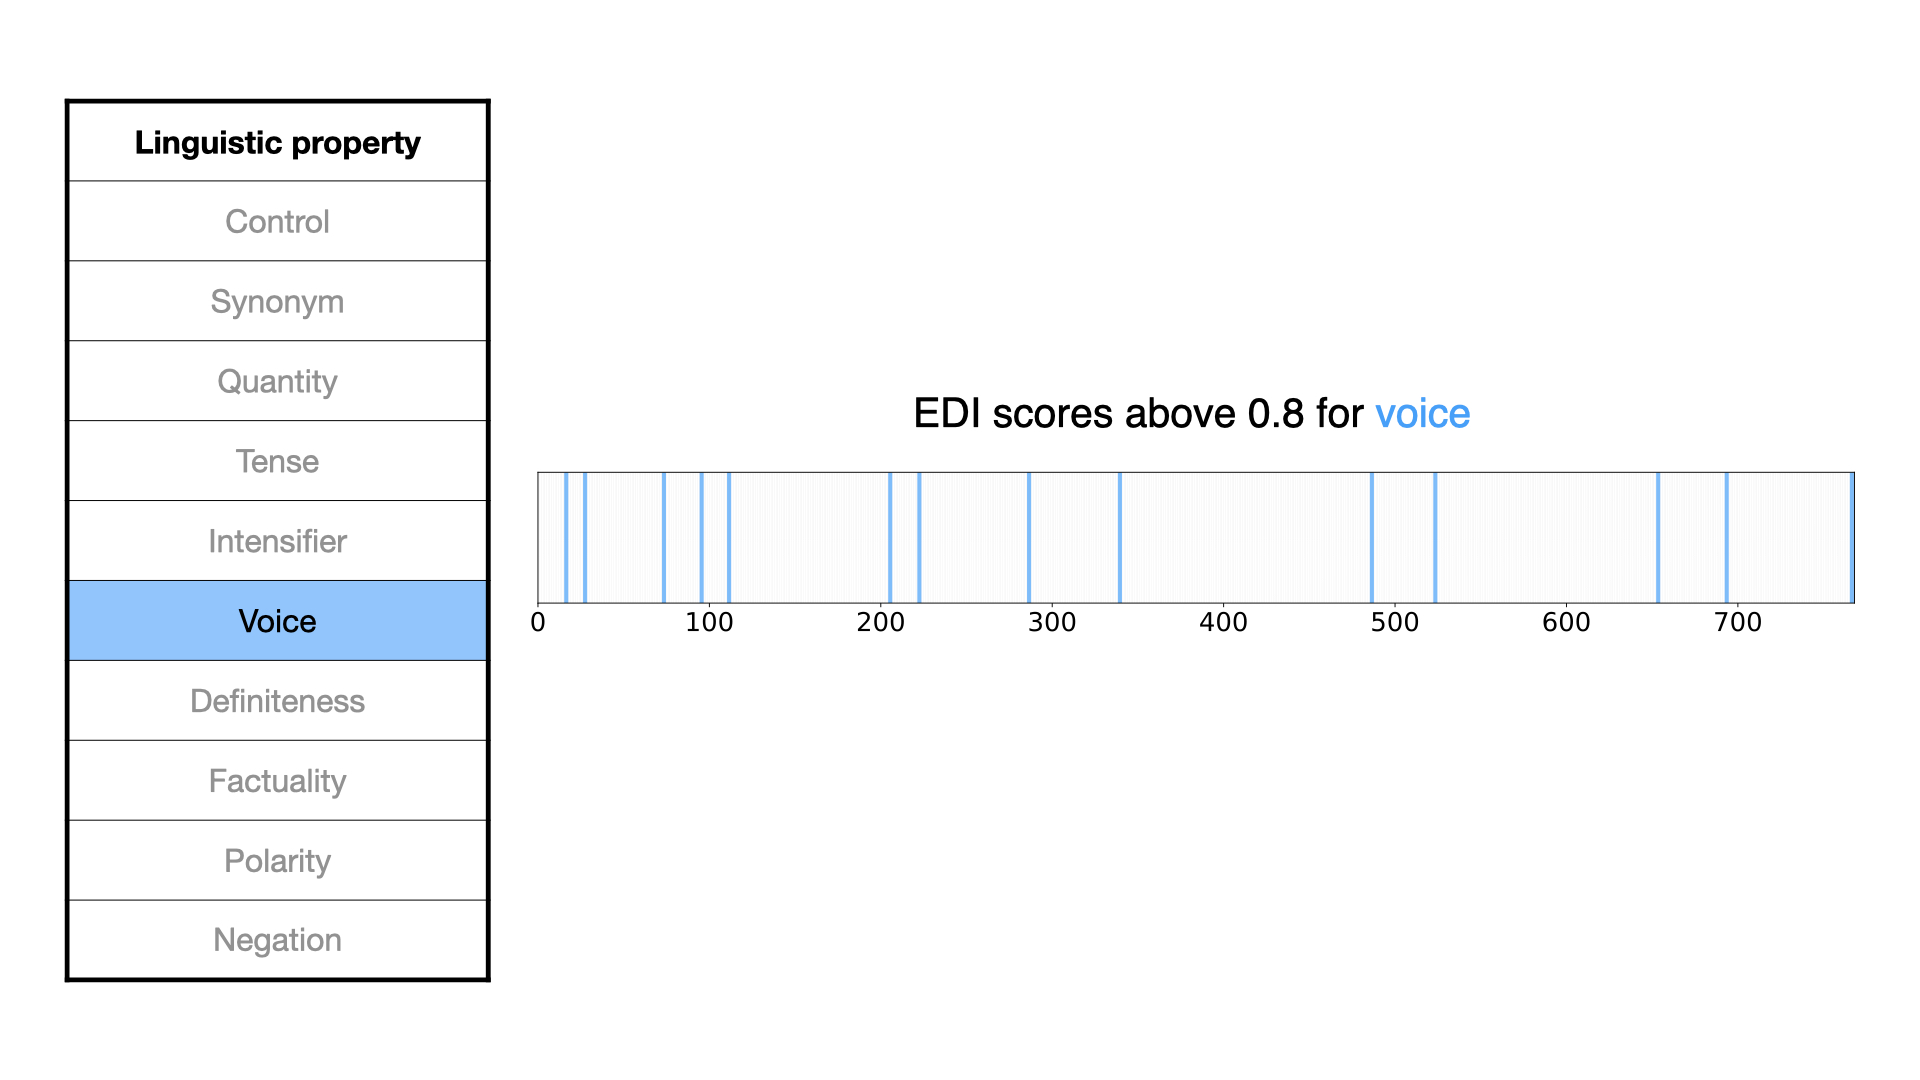 Linguistic property
Control
Synonym
Quantity
Tense
Intensifier
Voice
Definiteness
Factuality
Polarity
Negation
EDI scores above 0.8 for voice
0 100 200 300 400 500 600 700